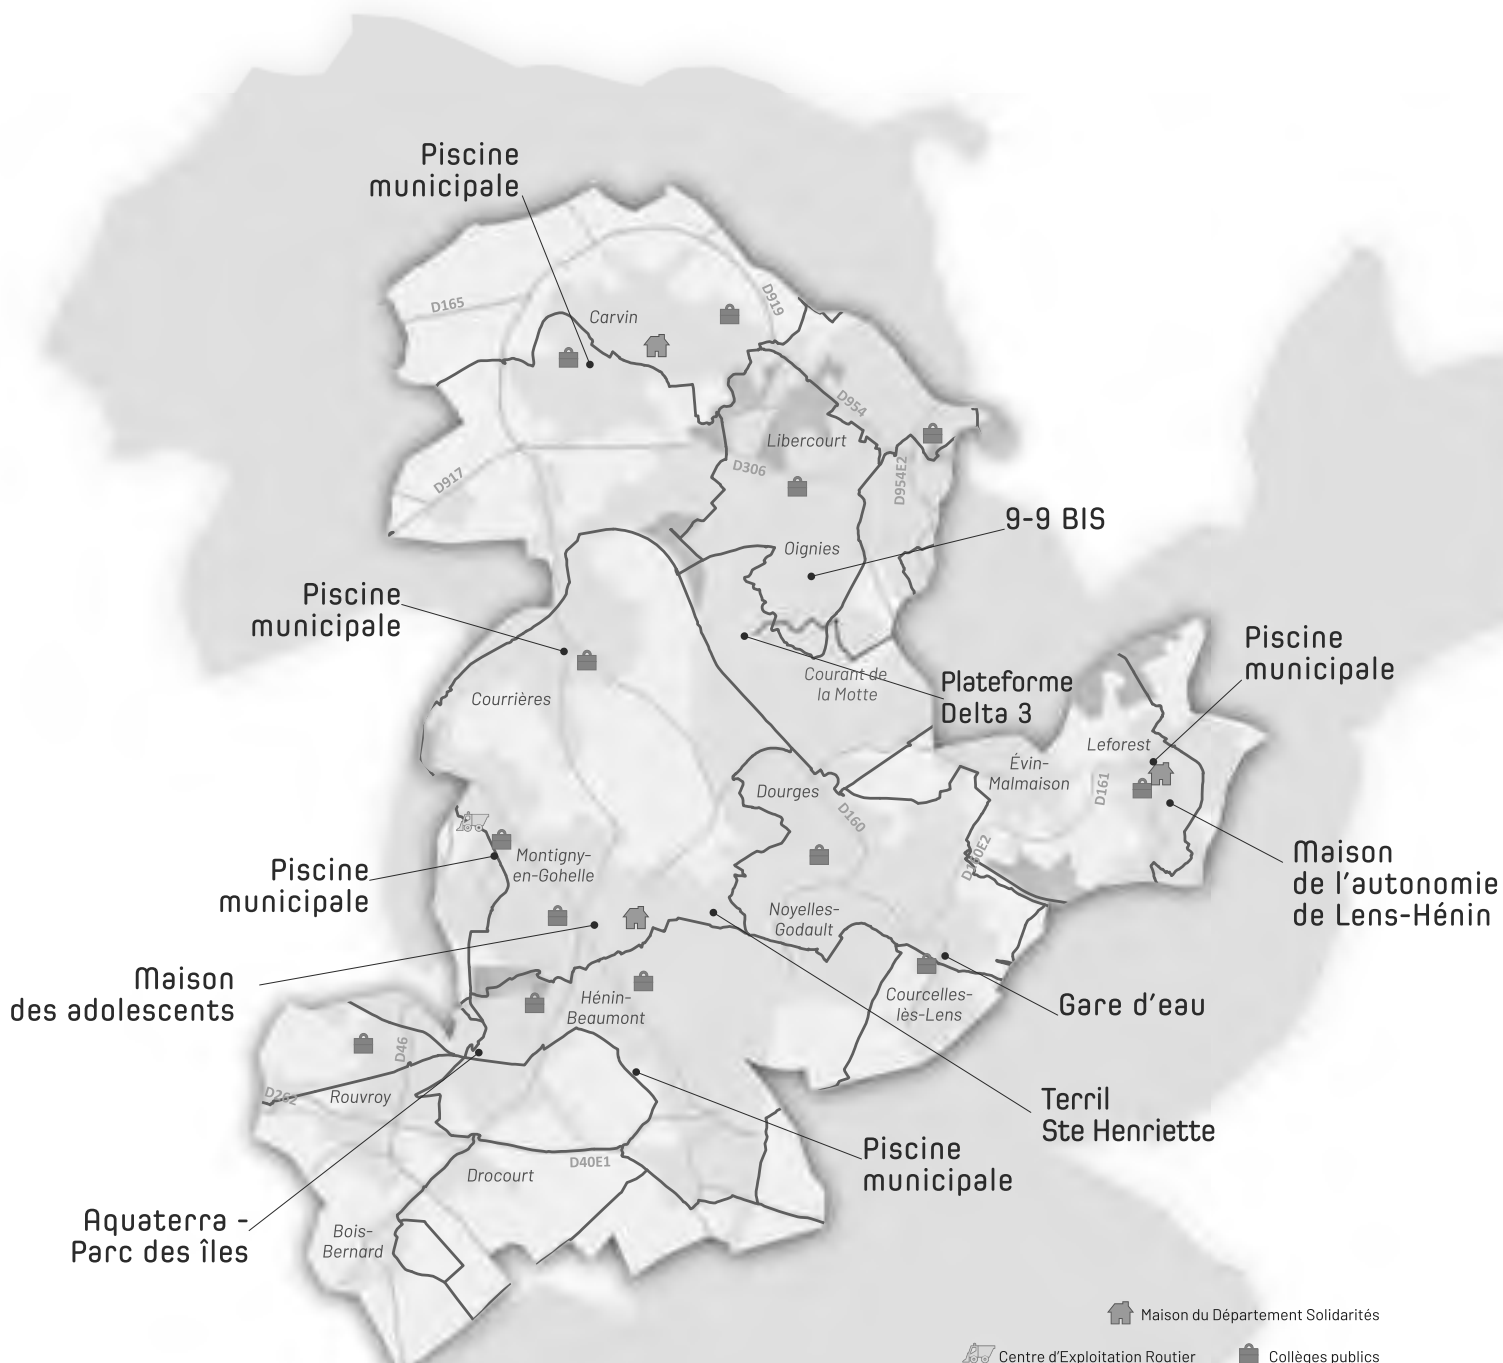 Piscine
municipale
D165
Carvin
D919
D954
Libercourt
D306
D954E2
D917
9-9 BIS
Oignies
Piscine
municipale
Piscine
municipale
Courant de
la Motte
Plateforme
Delta 3
Courrières
Leforest
Évin-
Malmaison
D161
Dourges
D160
D160E2
Piscine
municipale
Montigny-
en-Gohelle
Maison
de l'autonomie
de Lens-Hénin
Noyelles-
Godault
Maison
des adolescents
Hénin-
Beaumont
Courcelles-
lès-Lens
Gare d'eau
D46
D262
Rouvroy
Terril
Ste Henriette
Piscine
municipale
D40E1
Drocourt
Aquaterra -
Parc des îles
Bois-
Bernard
Maison du Département Solidarités
Centre d'Exploitation Routier
Collèges publics